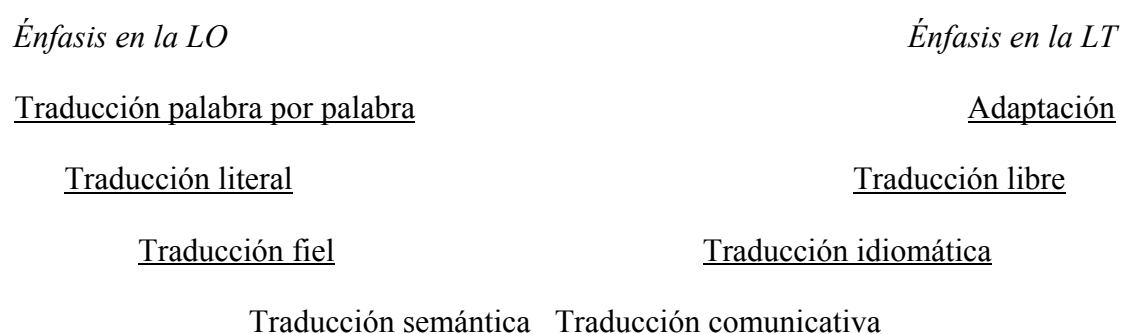 Énfasis en la LO Énfasis en la LT
Traducción palabra por palabra Adaptación
Traducción literal Traducción libre
Traducción fiel Traducción idiomática
Traducción semántica Traducción comunicativa